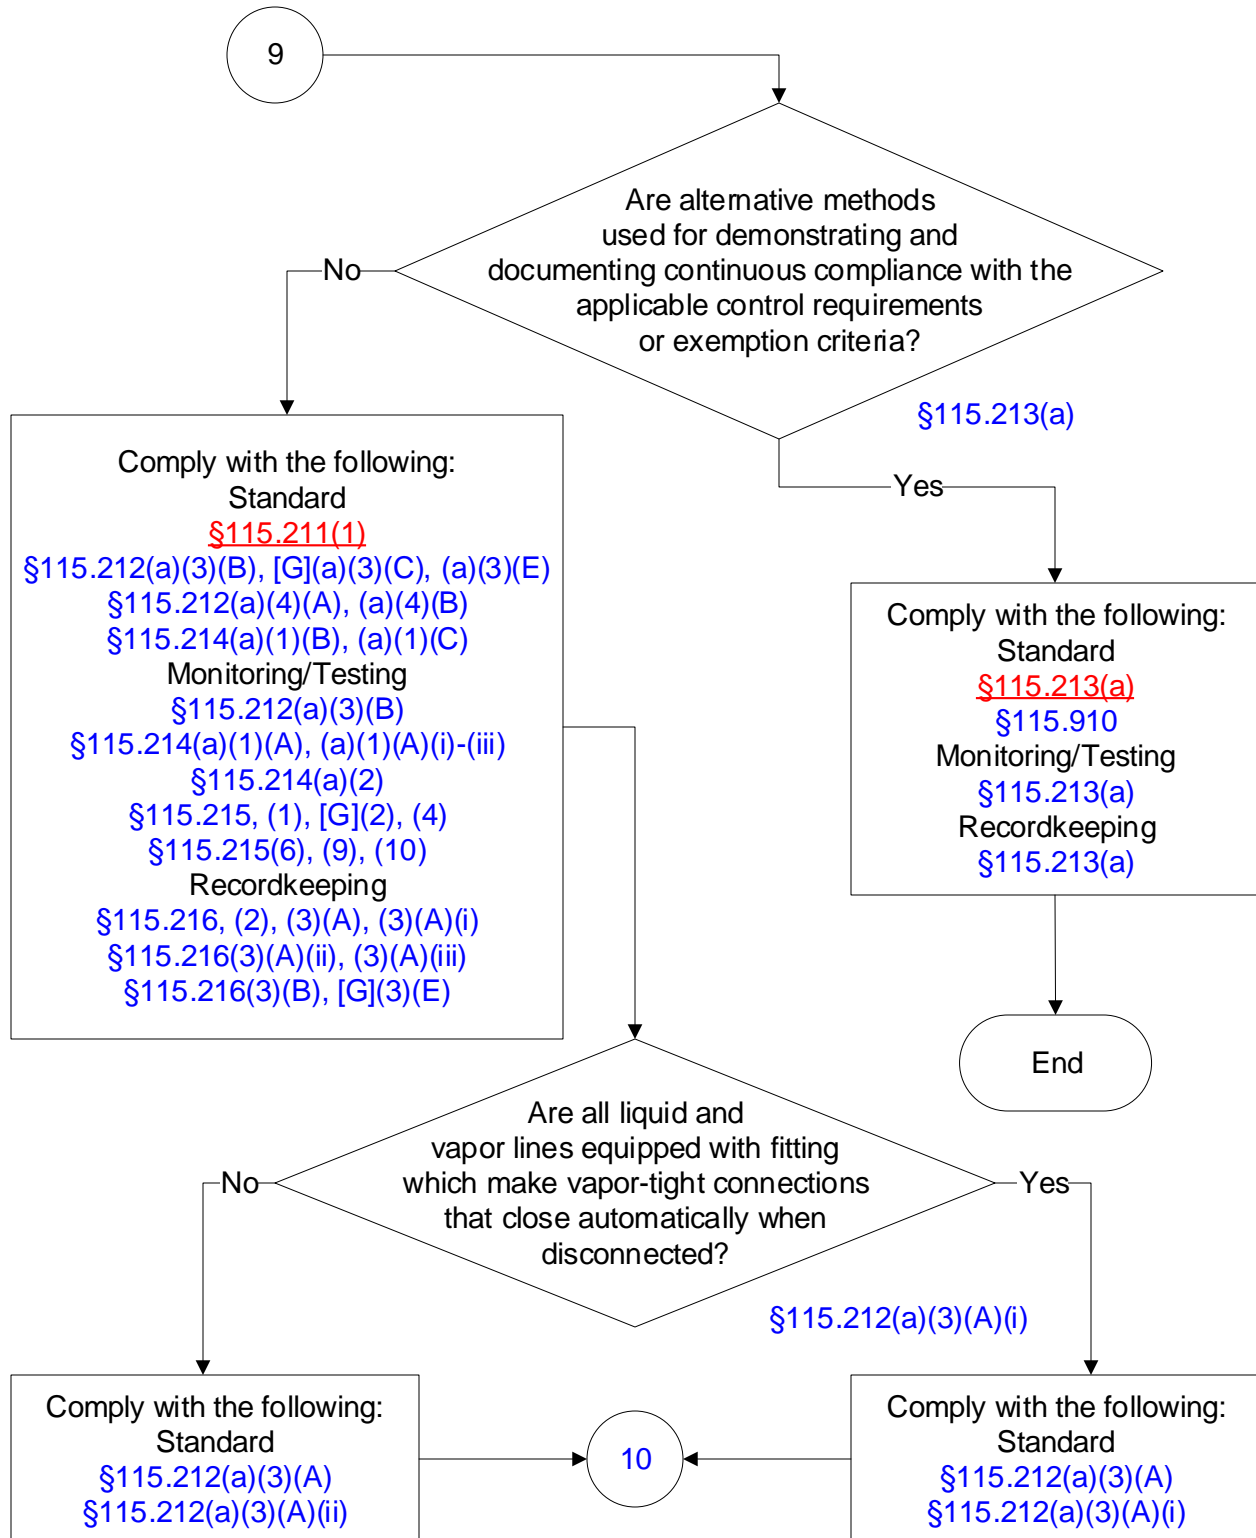 9
Are alternative methods
used for demonstrating and
documenting continuous compliance with the
applicable control requirements
or exemption criteria?
No
§115.213(a)
Yes
Comply with the following:
Standard
§115.211(1)
§115.212(a)(3)(B), [G](a)(3)(C), (a)(3)(E)
§115.212(a)(4)(A), (a)(4)(B)
§115.214(a)(1)(B), (a)(1)(C)
Monitoring/Testing
§115.212(a)(3)(B)
§115.214(a)(1)(A), (a)(1)(A)(i)-(iii)
§115.214(a)(2)
§115.215, (1), [G](2), (4)
§115.215(6), (9), (10)
Recordkeeping
§115.216, (2), (3)(A), (3)(A)(i)
§115.216(3)(A)(ii), (3)(A)(iii)
§115.216(3)(B), [G](3)(E)
Comply with the following:
Standard
§115.213(a)
§115.910
Monitoring/Testing
§115.213(a)
Recordkeeping
§115.213(a)
End
Are all liquid and
vapor lines equipped with fitting
which make vapor-tight connections
that close automatically when
disconnected?
No
Yes
§115.212(a)(3)(A)(i)
Comply with the following:
Standard
§115.212(a)(3)(A)
§115.212(a)(3)(A)(ii)
10
Comply with the following:
Standard
§115.212(a)(3)(A)
§115.212(a)(3)(A)(i)